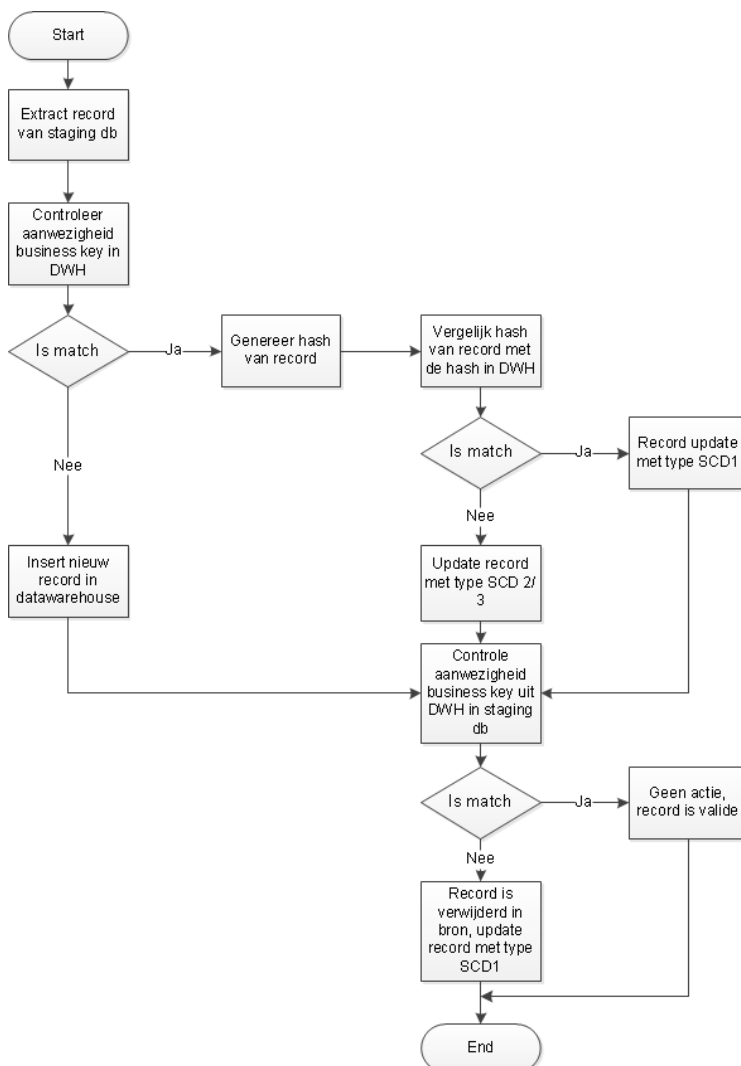 Start
Extract record
van staging db
Controleer
aanwezigheid
business key in
DWH
Is match
Ja
Genereer hash
van record
Vergelijk hash
van record met
de hash in DWH
Is match
Ja
Record update
met type SCD1
Nee
Nee
Insert nieuw
record in
datawarehouse
Update record
met type SCD 2/
3
Controle
aanwezigheid
business key uit
DWH in staging
db
Is match
Ja
Geen actie,
record is valide
Nee
Record is
verwijderd in
bron, update
record met type
SCD1
End